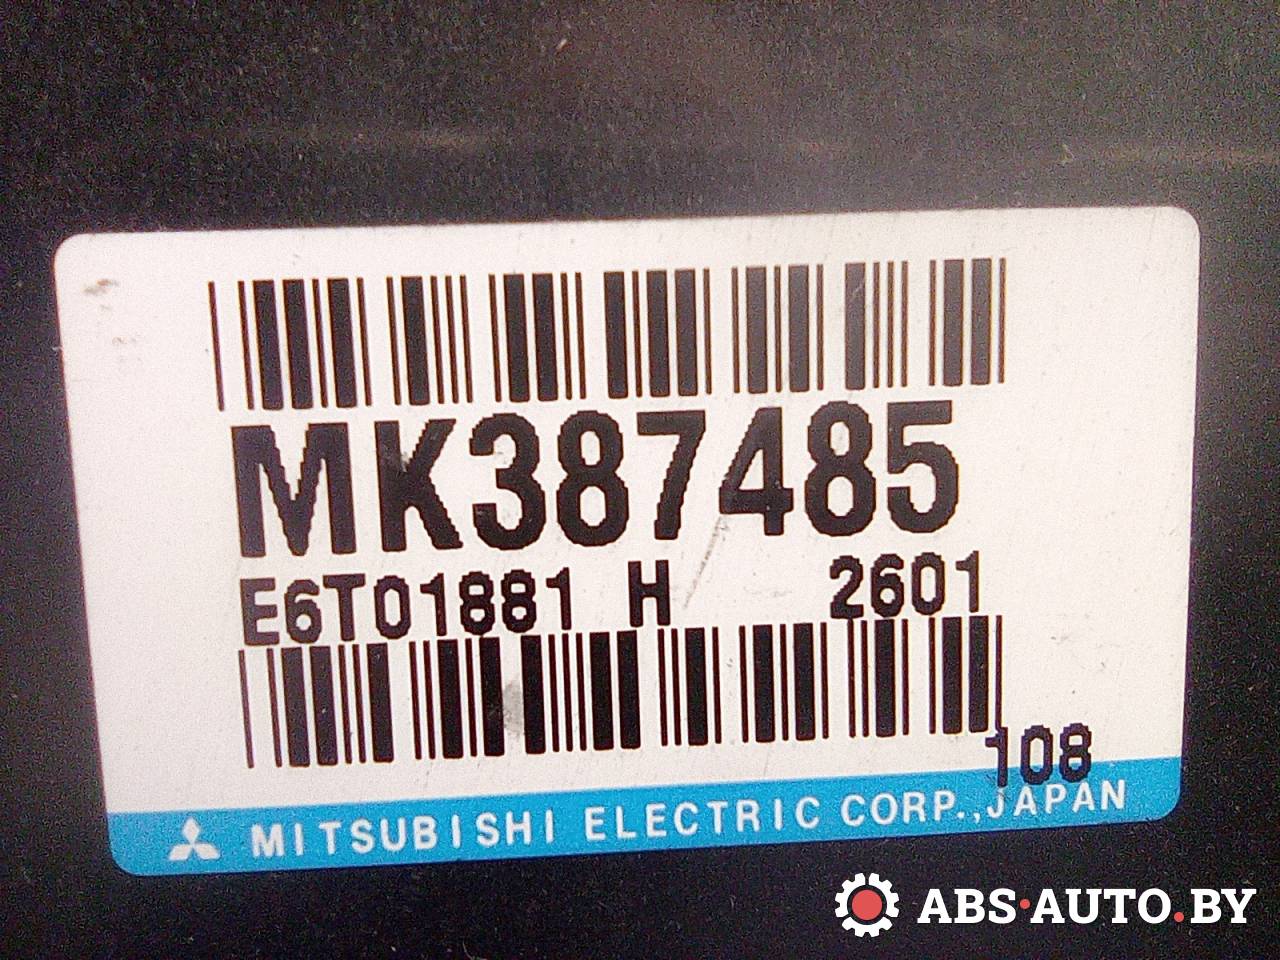 MK387485
E6T01881 H 2601
108
MITSUBISHI ELECTRIC CORP.,JAPAN
ABS·AUTO.BY